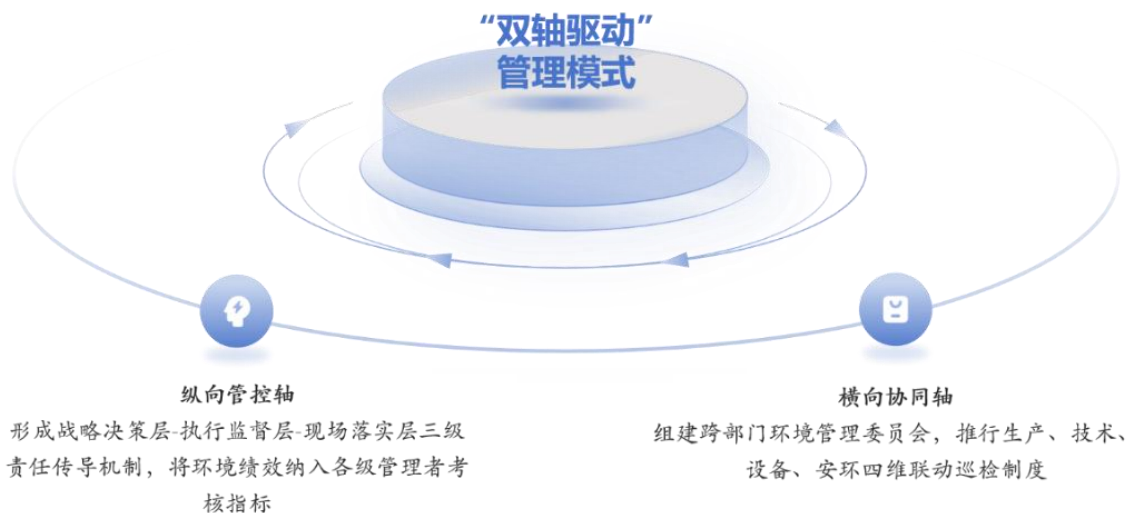 “双轴驱动”
管理模式
纵向管控轴
形成战略决策层-执行监督层-现场落实层三级
责任传导机制，将环境绩效纳入各级管理者考
核指标
横向协同轴
组建跨部门环境管理委员会，推行生产、技术、
设备、安环四维联动巡检制度